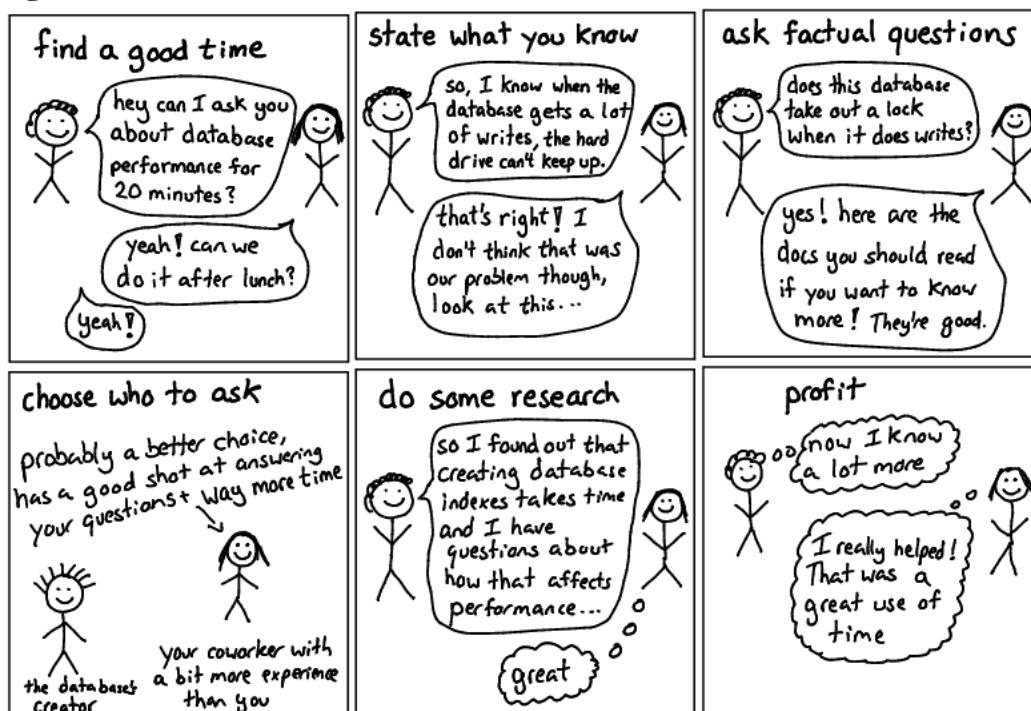 find a good time
hey can I ask you
about database
performance for
20 minutes?
yeah! can we
do it after lunch?
yeah!
state what you know
so, I know when the
database gets a lot
of writes, the hard
drive can't keep up.
that's right! I
don't think that was
our problem though,
look at this...
ask factual questions
does this database
take out a lock
when it does writes?
yes! here are the
docs you should read
if you want to know
more! They're good.
choose who to ask
probably a better choice,
has a good shot at answering
your questions + way more time
the database's
creator
your coworker with
a bit more experience
than you
do some research
so I found out that
creating database
indexes takes time
and I have
questions about
how that affects
performance...
great
profit
now I know
a lot more
I really helped!
That was a
great use of
time